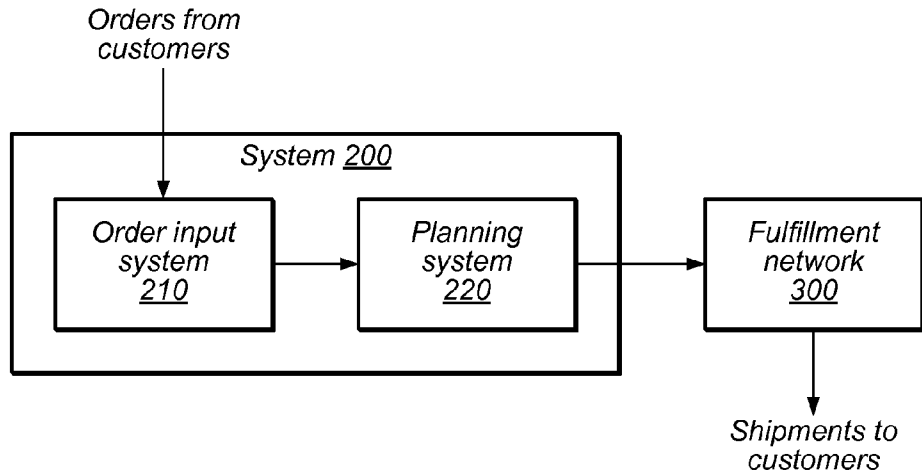 Orders from
customers
System 200
Order input
system
210
Planning
system
220
Fulfillment
network
300
Shipments to
customers